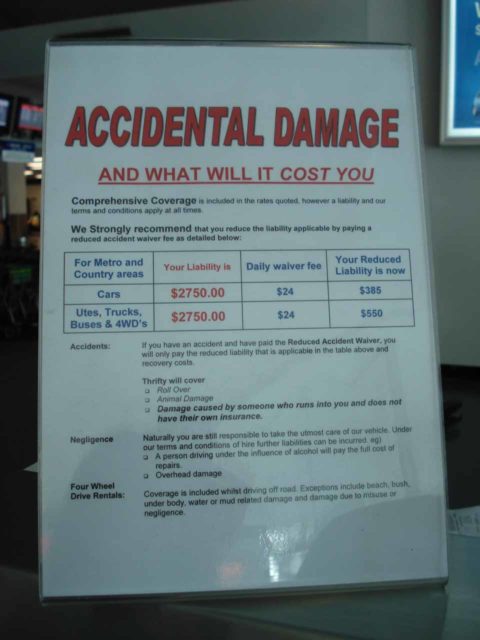 ACCIDENTAL DAMAGE
AND WHAT WILL IT COST YOU
Comprehensive Coverage is included in the rates quoted, however a liability and our
terms and conditions apply at all times.
We Strongly recommend that you reduce the liability applicable by paying a
reduced accident waiver fee as detailed below:
For Metro and Country areas Your Liability is Daily waiver fee Your Reduced Liability is now
Cars $2750.00 $24 $385
Utes, Trucks, Buses & 4WD's $2750.00 $24 $550
Accidents: If you have an accident and have paid the Reduced Accident Waiver, you
will only pay the reduced liability that is applicable in the table above and
recovery costs.
Thrifty will cover
❑ Roll Over
❑ Animal Damage
❑ Damage caused by someone who runs into you and does not
have their own insurance.
Negligence Naturally you are still responsible to take the utmost care of our vehicle. Under
our terms and conditions of hire further liabilities can be incurred. eg)
❑ A person driving under the influence of alcohol will pay the full cost of
repairs.
❑ Overhead damage
Four Wheel Drive Rentals: Coverage is included whilst driving off road. Exceptions include beach, bush,
under body, water or mud related damage and damage due to misuse or
negligence.